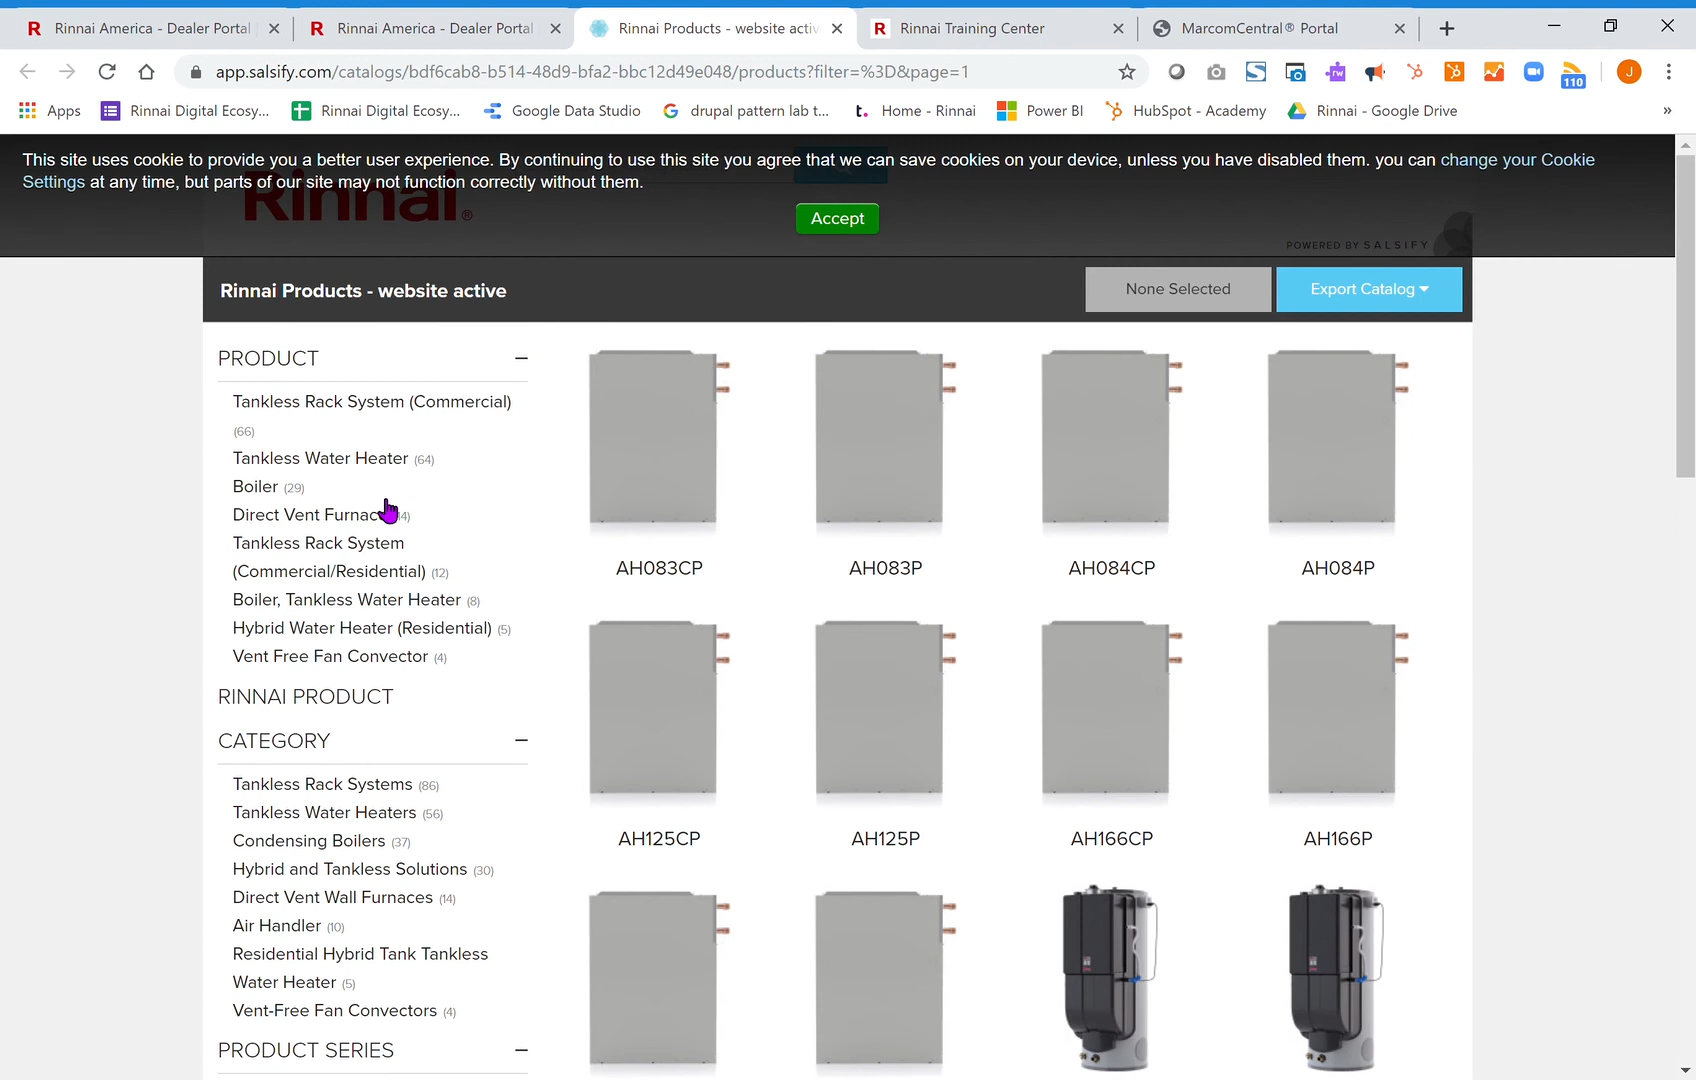 Rinnai America - Dealer Portal
Rinnai America - Dealer Portal
Rinnai Products - website activ
Rinnai Training Center
MarcomCentral® Portal
app.salsify.com/catalogs/bdf6cab8-b514-48d9-bfa2-bbc12d49e048/products?filter=%3D&page=1
110
J
Apps
Rinnai Digital Ecosy...
Rinnai Digital Ecosy...
Google Data Studio
drupal pattern lab t...
Home - Rinnai
Power BI
HubSpot - Academy
Rinnai - Google Drive
»
This site uses cookie to provide you a better user experience. By continuing to use this site you agree that we can save cookies on your device, unless you have disabled them. you can change your Cookie
Settings at any time, but parts of our site may not function correctly without them.
Rinnai®
Accept
POWERED BY SALSIFY
Rinnai Products - website active
None Selected
Export Catalog
PRODUCT
Tankless Rack System (Commercial)
(66)
Tankless Water Heater (64)
Boiler (29)
Direct Vent Furnac 4)
Tankless Rack System
(Commercial/Residential) (12)
Boiler, Tankless Water Heater (8)
Hybrid Water Heater (Residential) (5)
Vent Free Fan Convector (4)
RINNAI PRODUCT
CATEGORY
Tankless Rack Systems (86)
Tankless Water Heaters (56)
Condensing Boilers (37)
Hybrid and Tankless Solutions (30)
Direct Vent Wall Furnaces (14)
Air Handler (10)
Residential Hybrid Tank Tankless
Water Heater (5)
Vent-Free Fan Convectors (4)
PRODUCT SERIES
AH083CP
AH083P
AH084CP
AH084P
AH125CP
AH125P
AH166CP
AH166P